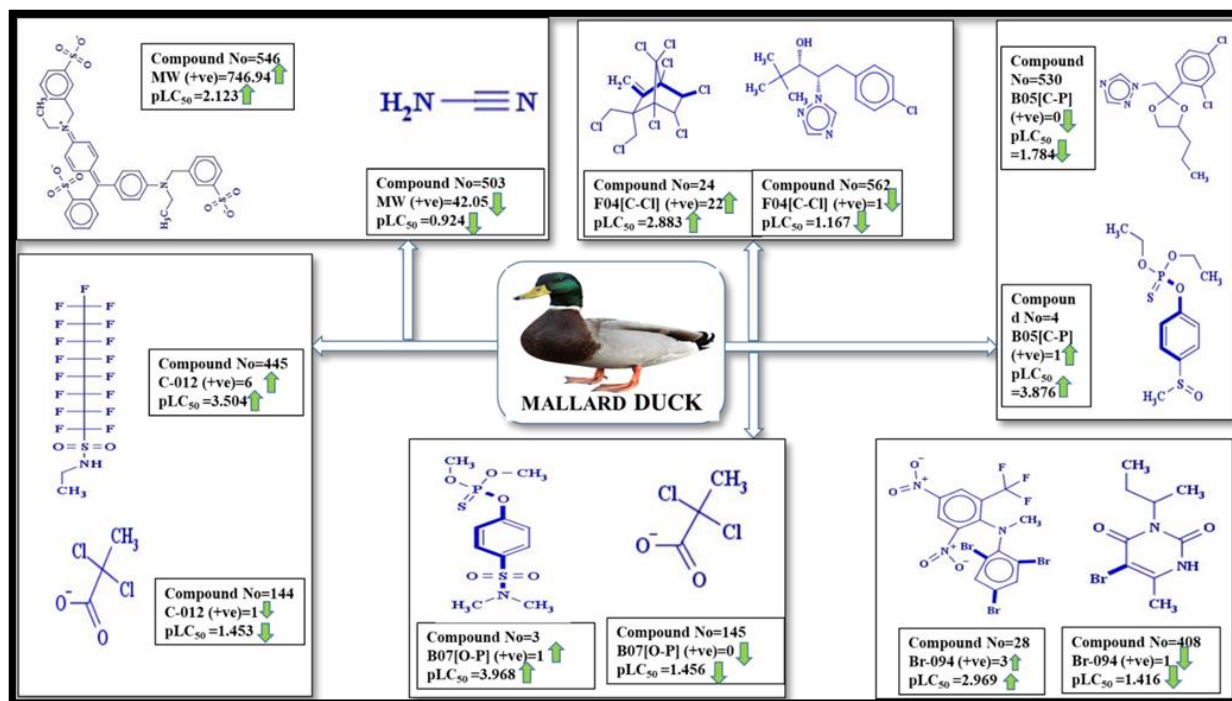 Compound No=546
MW (+ve)=746.94
pLC50 =2.123
H2N N
Compound No=503
MW (+ve)=42.05
pLC50 =0.924
Compound No=24
F04[C-Cl] (+ve)=22
pLC50 =2.883
Compound No=562
F04[C-Cl] (+ve)=1
pLC50 =1.167
Compound
No=530
B05[C-P]
(+ve)=0
pLC50
=1.784
Compoun
d No=4
B05[C-P]
(+ve)=1
pLC50
=3.876
Compound No=445
C-012 (+ve)=6
pLC50 =3.504
Compound No=144
C-012 (+ve)=1
pLC50 =1.453
MALLARD DUCK
Compound No=3
B07[O-P] (+ve)=1
pLC50 =3.968
Compound No=145
B07[O-P] (+ve)=0
pLC50 =1.456
Compound No=28
Br-094 (+ve)=3
pLC50 =2.969
Compound No=408
Br-094 (+ve)=1
pLC50 =1.416